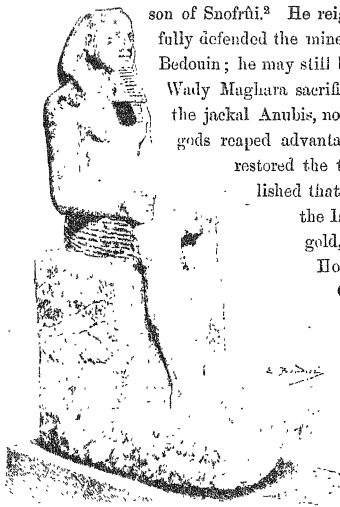 son of Snofrûi.² He reig
fully defended the mine
Bedouin; he may still b
Wady Maghara sacrifi
the jackal Anubis, no
gods reaped advanta
restored the t
lished that
the I
gold,
Ho